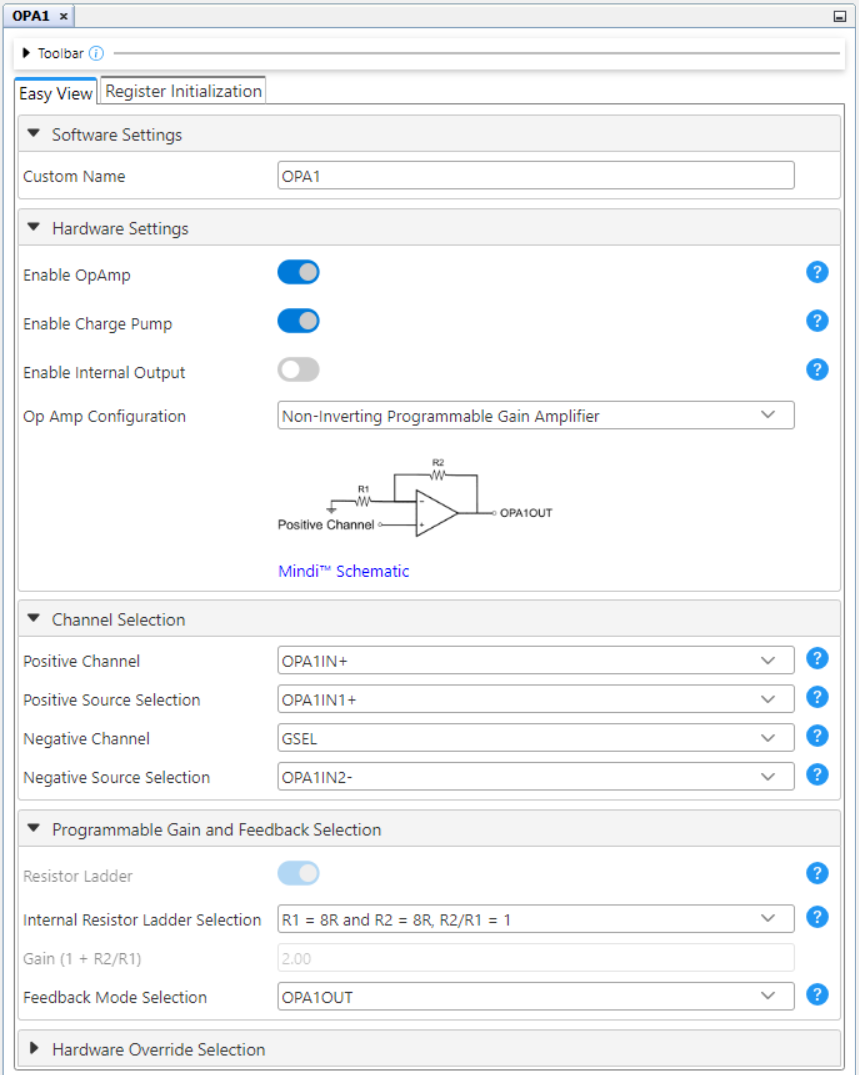 OPA1 ×
Toolbar i
Easy View Register Initialization
Software Settings
Custom Name OPA1
Hardware Settings
Enable OpAmp ?
Enable Charge Pump ?
Enable Internal Output ?
Op Amp Configuration Non-Inverting Programmable Gain Amplifier
R2
R1
-
OPA1OUT
Positive Channel +
Mindi™ Schematic
Channel Selection
Positive Channel OPA1IN+ ?
Positive Source Selection OPA1IN1+ ?
Negative Channel GSEL ?
Negative Source Selection OPA1IN2- ?
Programmable Gain and Feedback Selection
Resistor Ladder ?
Internal Resistor Ladder Selection R1 = 8R and R2 = 8R, R2/R1 = 1 ?
Gain (1 + R2/R1) 2.00
Feedback Mode Selection OPA1OUT ?
Hardware Override Selection